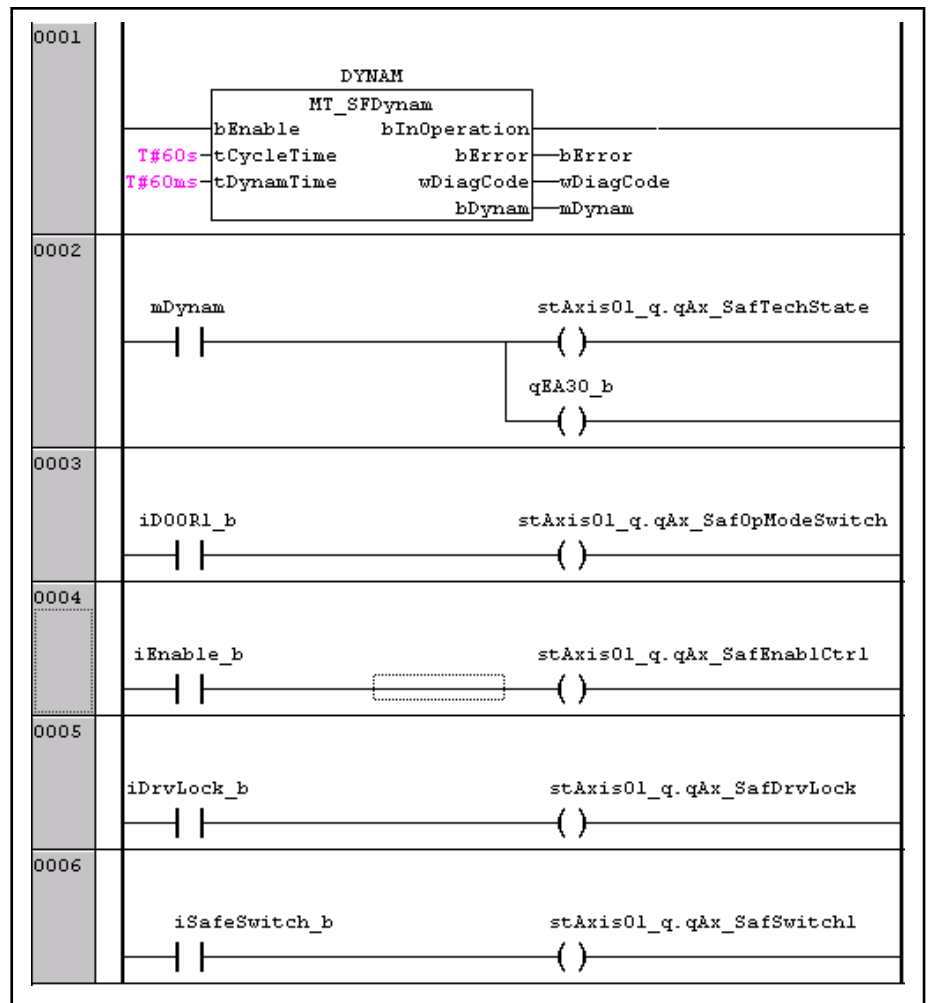 0001
DYNAM
MT_SFDynam
bEnable bInOperation
T#60s tCycleTime bError bError
T#60ms tDynamTime wDiagCode wDiagCode
bDynam mDynam
0002
mDynam stAxis01_q.qAx_SafTechState
qEA30_b
0003
iDOOR1_b stAxis01_q.qAx_SafOpModeSwitch
0004
iEnable_b stAxis01_q.qAx_SafEnablCtrl
0005
iDrvLock_b stAxis01_q.qAx_SafDrvLock
0006
iSafeSwitch_b stAxis01_q.qAx_SafSwitch1